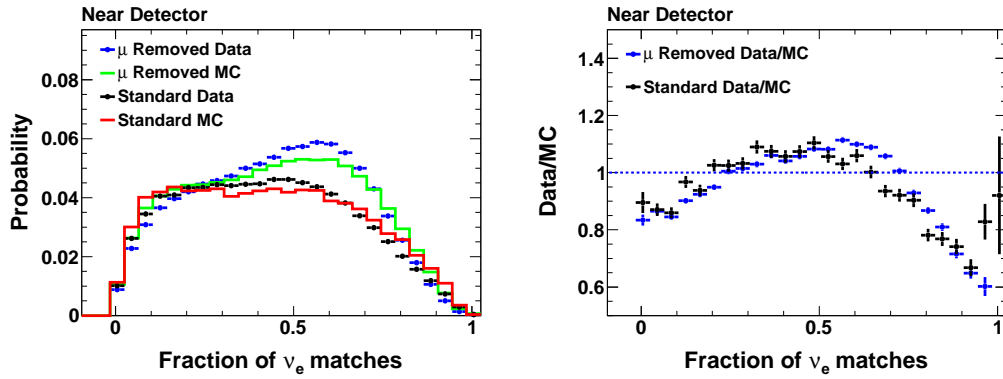 Near Detector
μ Removed Data
μ Removed MC
Standard Data
Standard MC
Probability
0.08
0.06
0.04
0.02
0
0
0.5
1
Fraction of νe matches
Near Detector
μ Removed Data/MC
Standard Data/MC
Data/MC
1.4
1.2
1
0.8
0.6
0
0.5
1
Fraction of νe matches